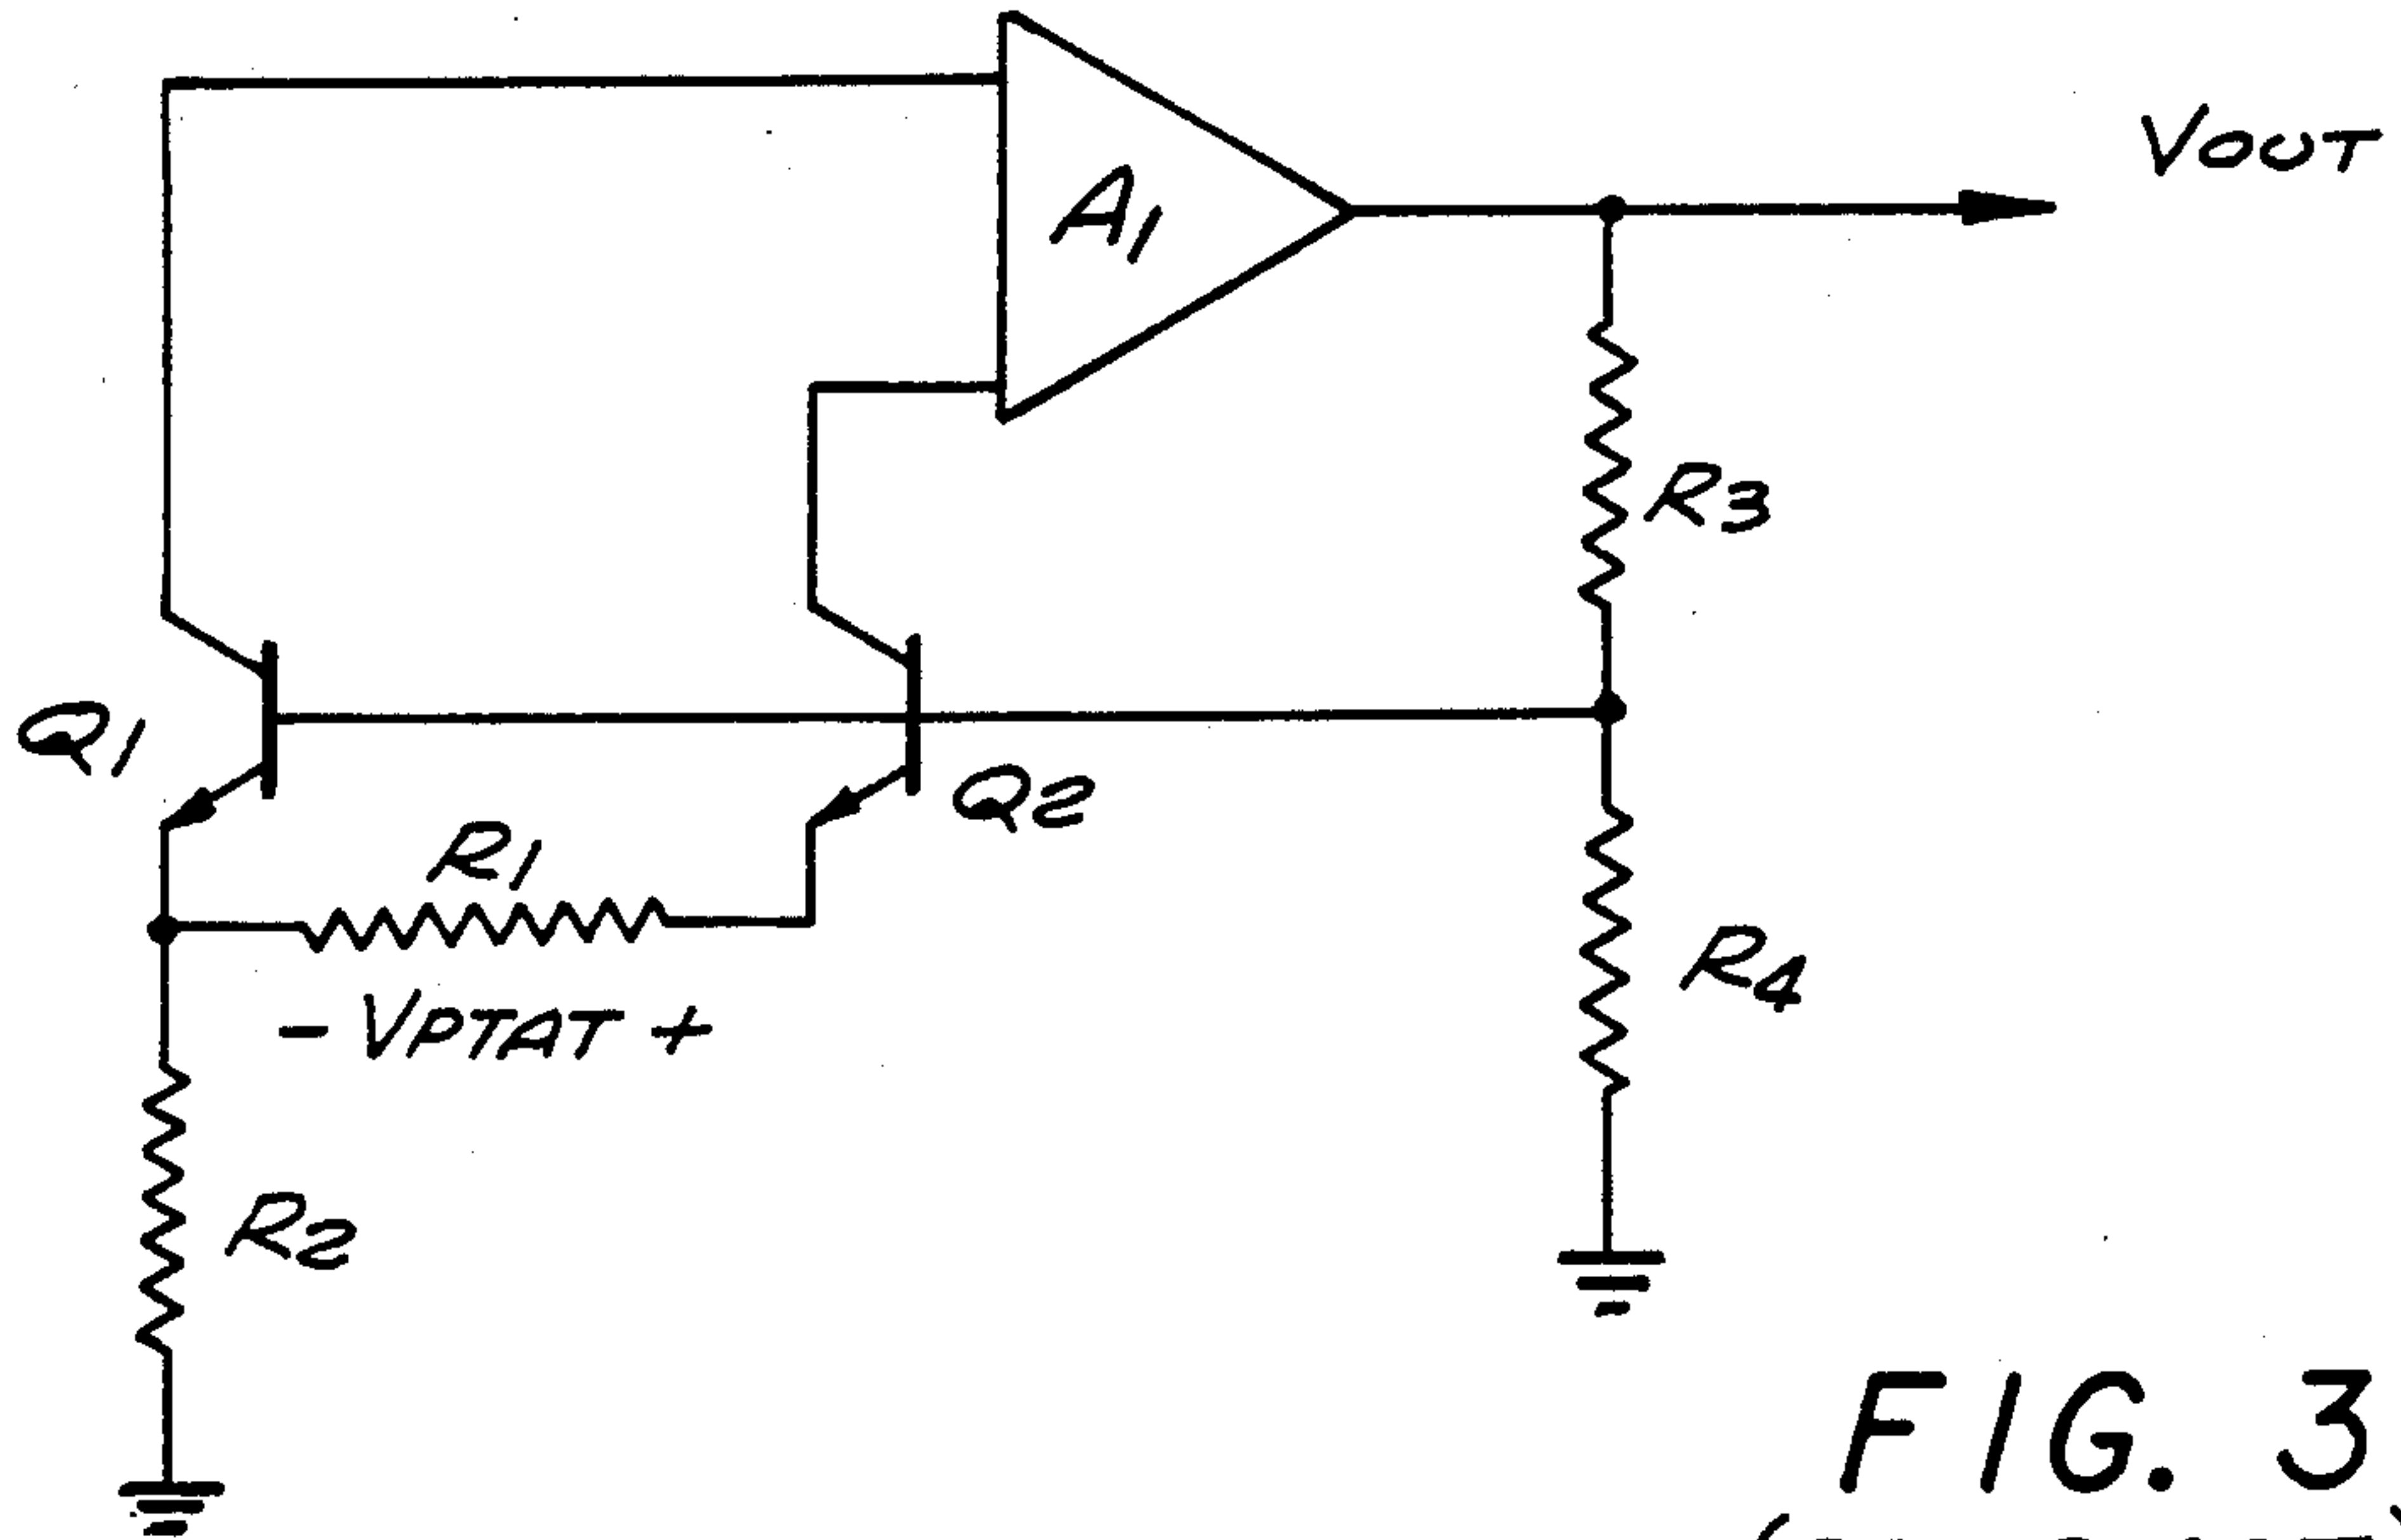 A1
VOUT
R3
Q1
Q2
R1
R4
- VPTAT +
R2
FIG. 3